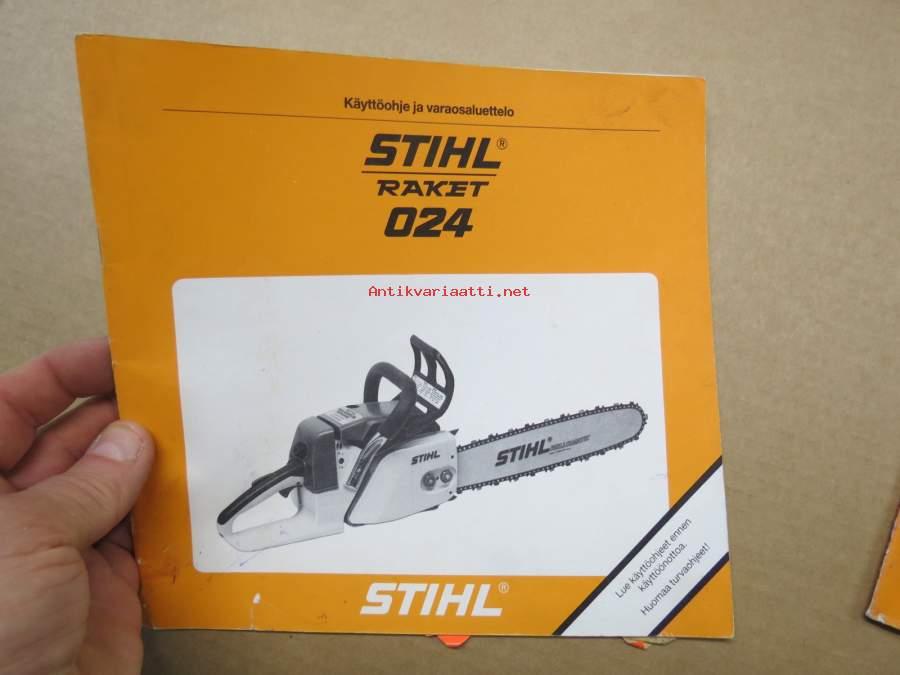 Käyttöohje ja varaosaluettelo
STIHL®
RAKET
024
Antikvariaatti.net
STIHL
STIHL®
Lue käyttöohjeet ennen
käyttöönottoa.
Huomaa turvaohjeet!
STIHL®